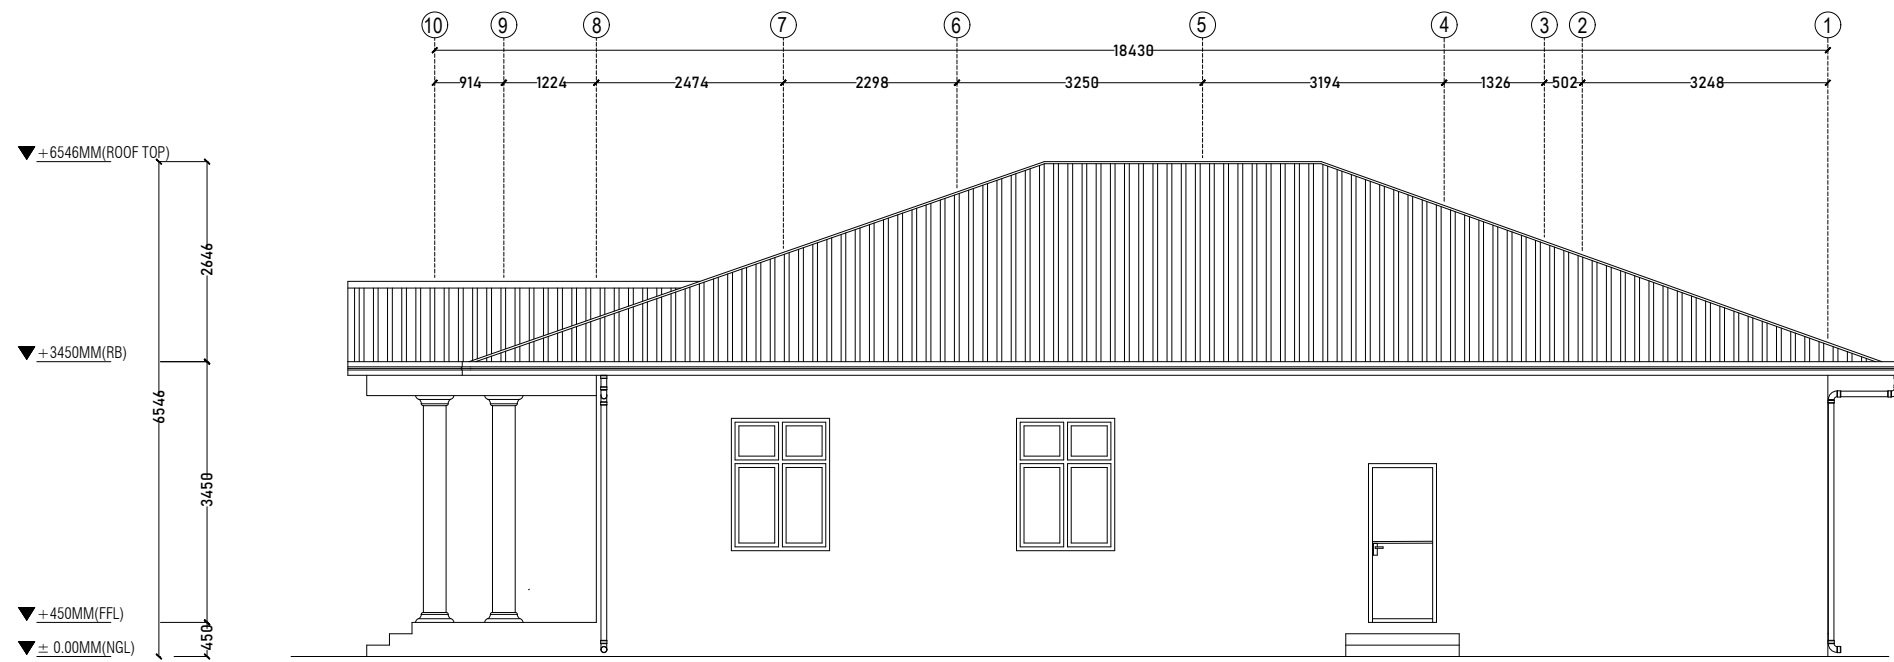 10 9 8 7 6 5 4 3 2 1
18430
914 1224 2474 2298 3250 3194 1326 502 3248
+6546MM(ROOF TOP)
2646
+3450MM(RB)
6546
3450
+450MM(FFL)
450
± 0.00MM(NGL)